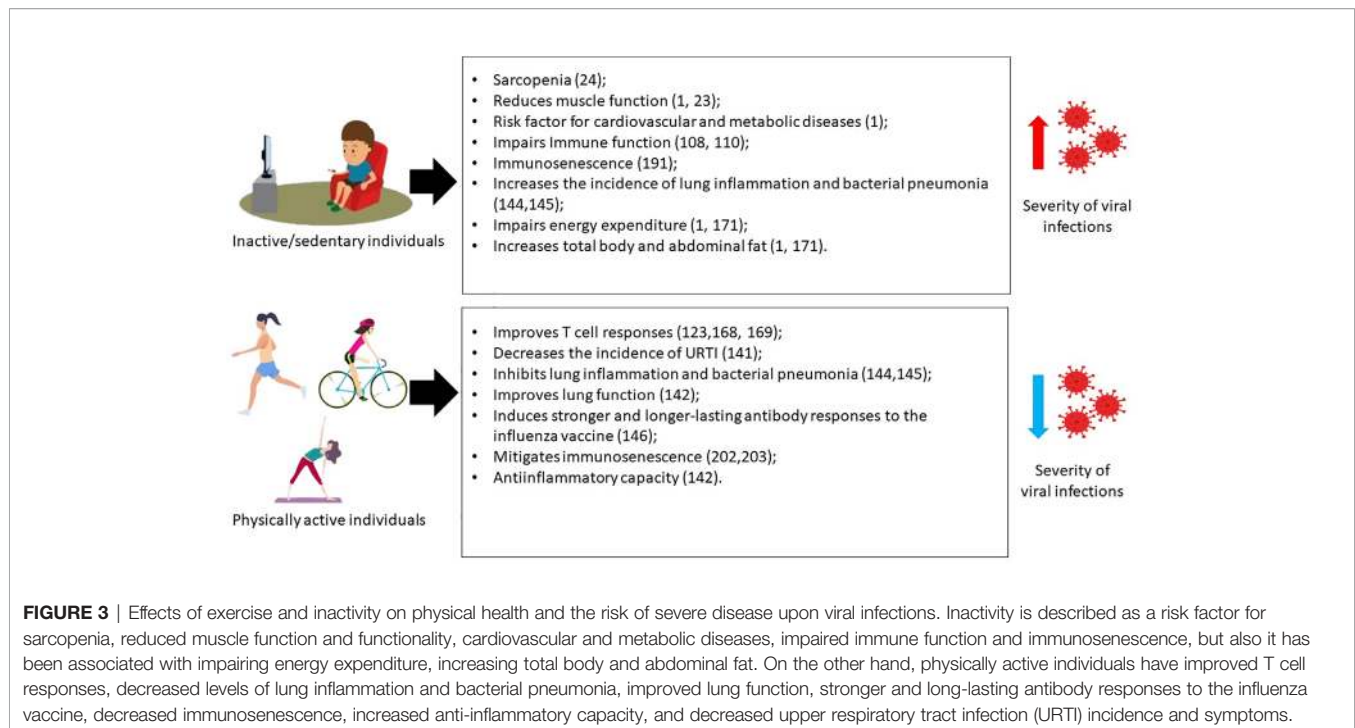 • Sarcopenia (24);
• Reduces muscle function (1, 23);
• Risk factor for cardiovascular and metabolic diseases (1);
• Impairs Immune function (108, 110);
• Immunosenescence (191);
• Increases the incidence of lung inflammation and bacterial pneumonia
(144,145);
• Impairs energy expenditure (1, 171);
• Increases total body and abdominal fat (1, 171).
Inactive/sedentary individuals
Severity of viral
infections
• Improves T cell responses (123,168, 169);
• Decreases the incidence of URTI (141);
• Inhibits lung inflammation and bacterial pneumonia (144,145);
• Improves lung function (142);
• Induces stronger and longer-lasting antibody responses to the
influenza vaccine (146);
• Mitigates immunosenescence (202,203);
• Antiinflammatory capacity (142).
Physically active individuals
Severity of
viral infections
FIGURE 3 | Effects of exercise and inactivity on physical health and the risk of severe disease upon viral infections. Inactivity is described as a risk factor for
sarcopenia, reduced muscle function and functionality, cardiovascular and metabolic diseases, impaired immune function and immunosenescence, but also it has
been associated with impairing energy expenditure, increasing total body and abdominal fat. On the other hand, physically active individuals have improved T cell
responses, decreased levels of lung inflammation and bacterial pneumonia, improved lung function, stronger and long-lasting antibody responses to the influenza
vaccine, decreased immunosenescence, increased anti-inflammatory capacity, and decreased upper respiratory tract infection (URTI) incidence and symptoms.